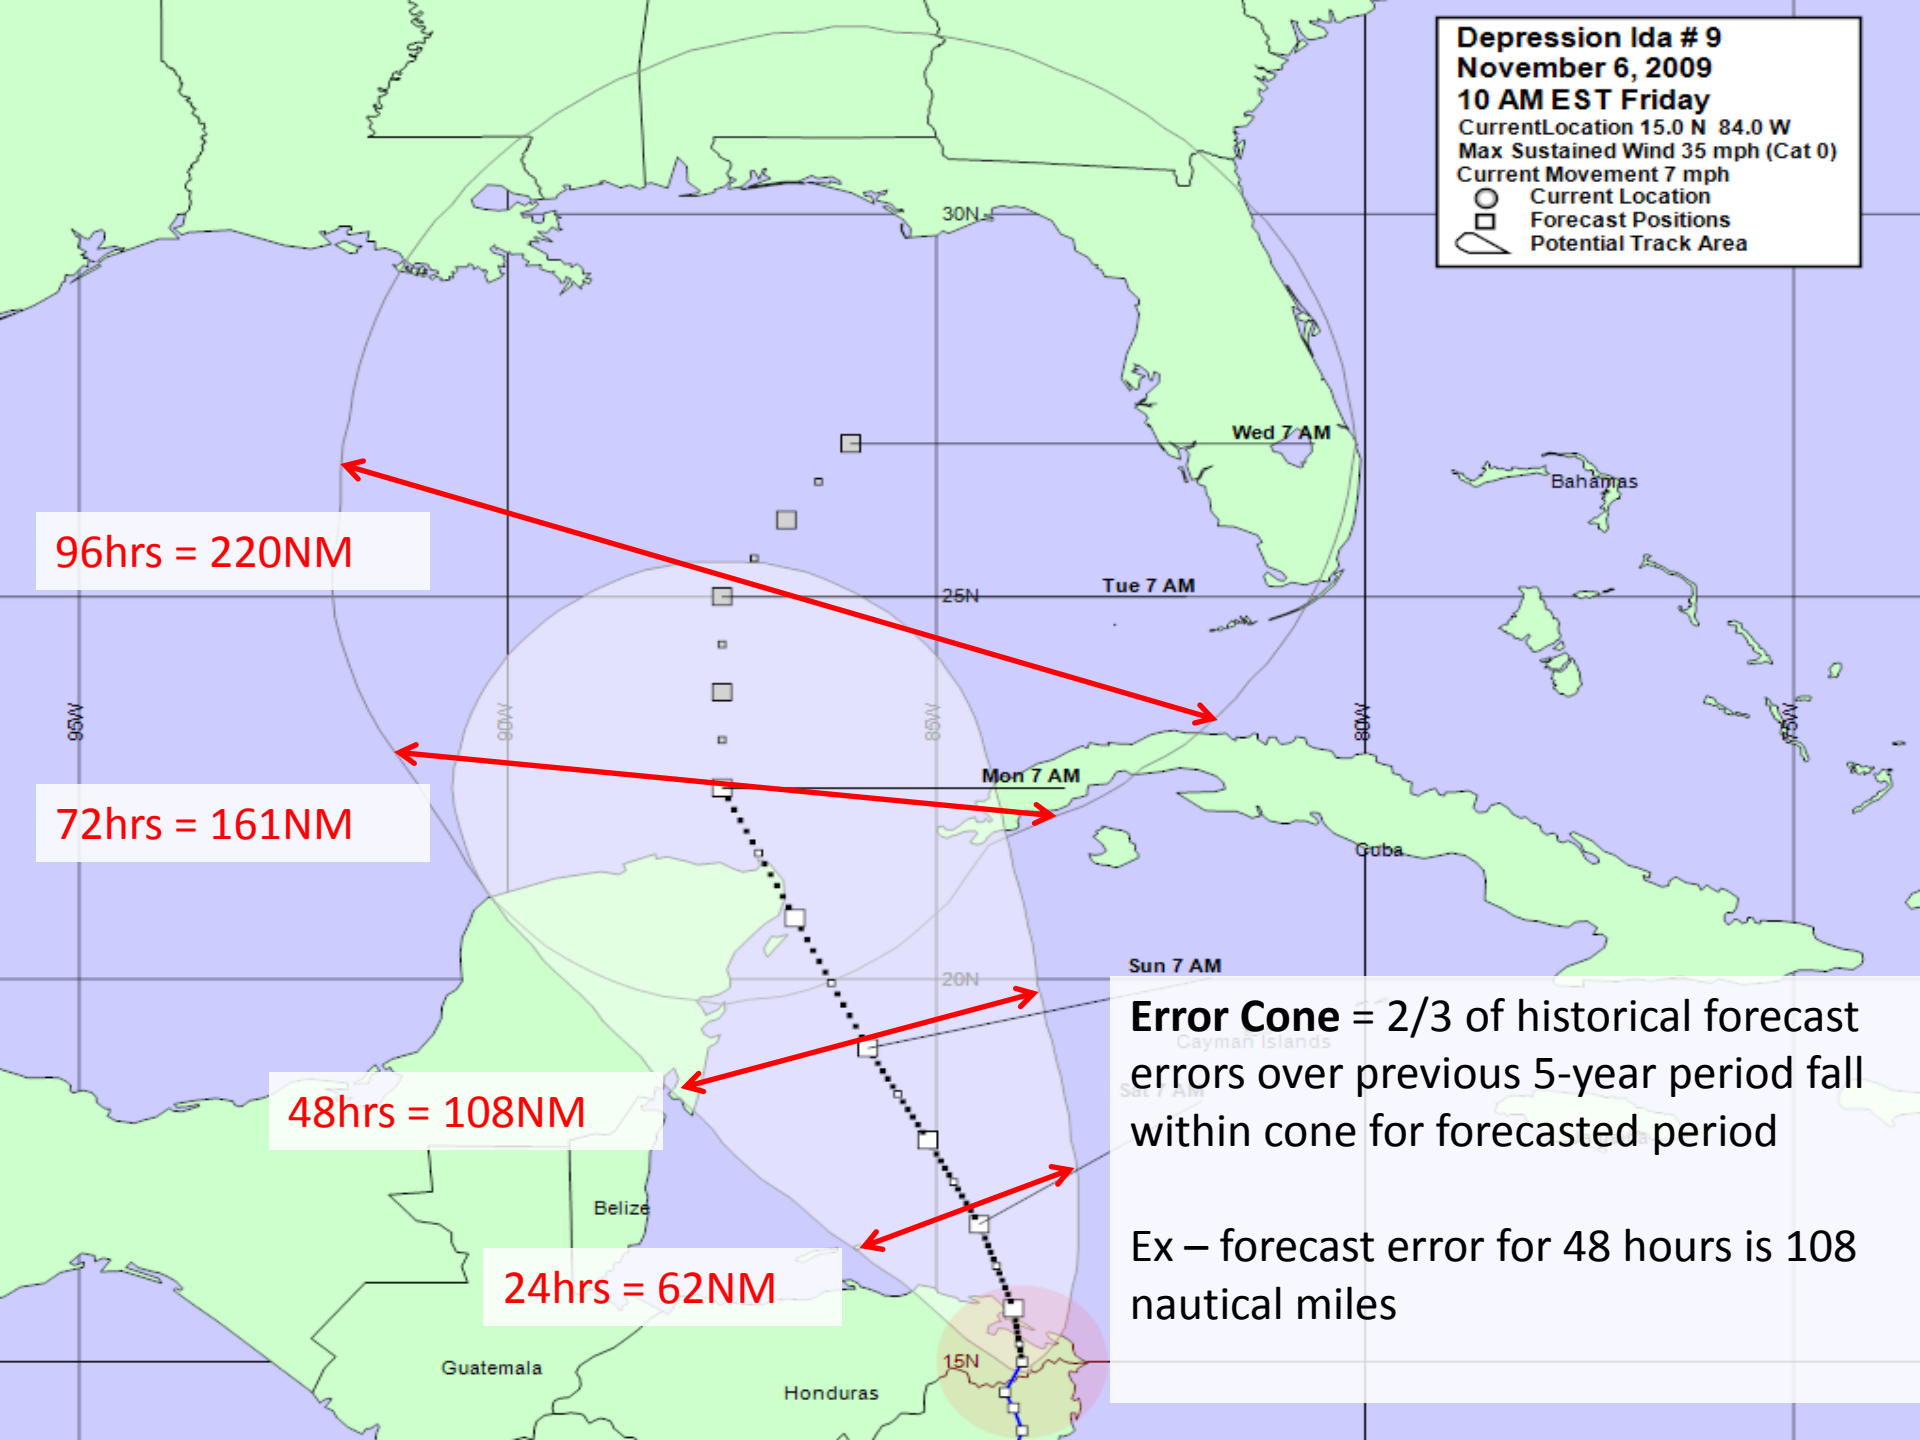 Depression Ida # 9
November 6, 2009
10 AM EST Friday
CurrentLocation 15.0 N 84.0 W
Max Sustained Wind 35 mph (Cat 0)
Current Movement 7 mph
Current Location
Forecast Positions
Potential Track Area
30N
Wed 7 AM
Bahamas
96hrs = 220NM
Tue 7 AM
25N
95W
90W
85W
80W
75W
Mon 7 AM
72hrs = 161NM
Cuba
Sun 7 AM
20N
Error Cone = 2/3 of historical forecast
Cayman Islands
errors over previous 5-year period fall
Sat 7 AM
within cone for forecasted period
48hrs = 108NM
Belize
Ex – forecast error for 48 hours is 108
nautical miles
24hrs = 62NM
15N
Guatemala
Honduras